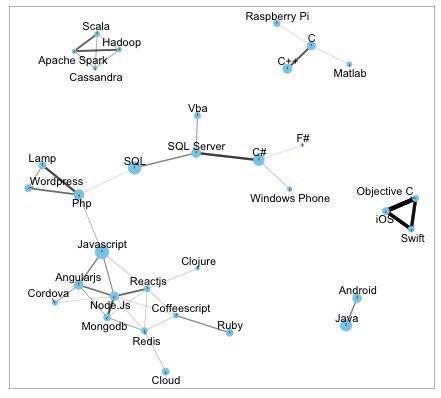 Raspberry Pi
Scala
C
Hadoop
Apache Spark
C++
Matlab
Cassandra
Vba
F#
SQL Server
C#
Lamp
SQL
Wordpress
Objective C
Windows Phone
Php
iOS
Swift
Javascript
Clojure
Angularjs
Reactjs
Cordova
Android
Node.Js
Coffeescript
Java
Mongodb
Ruby
Redis
Cloud